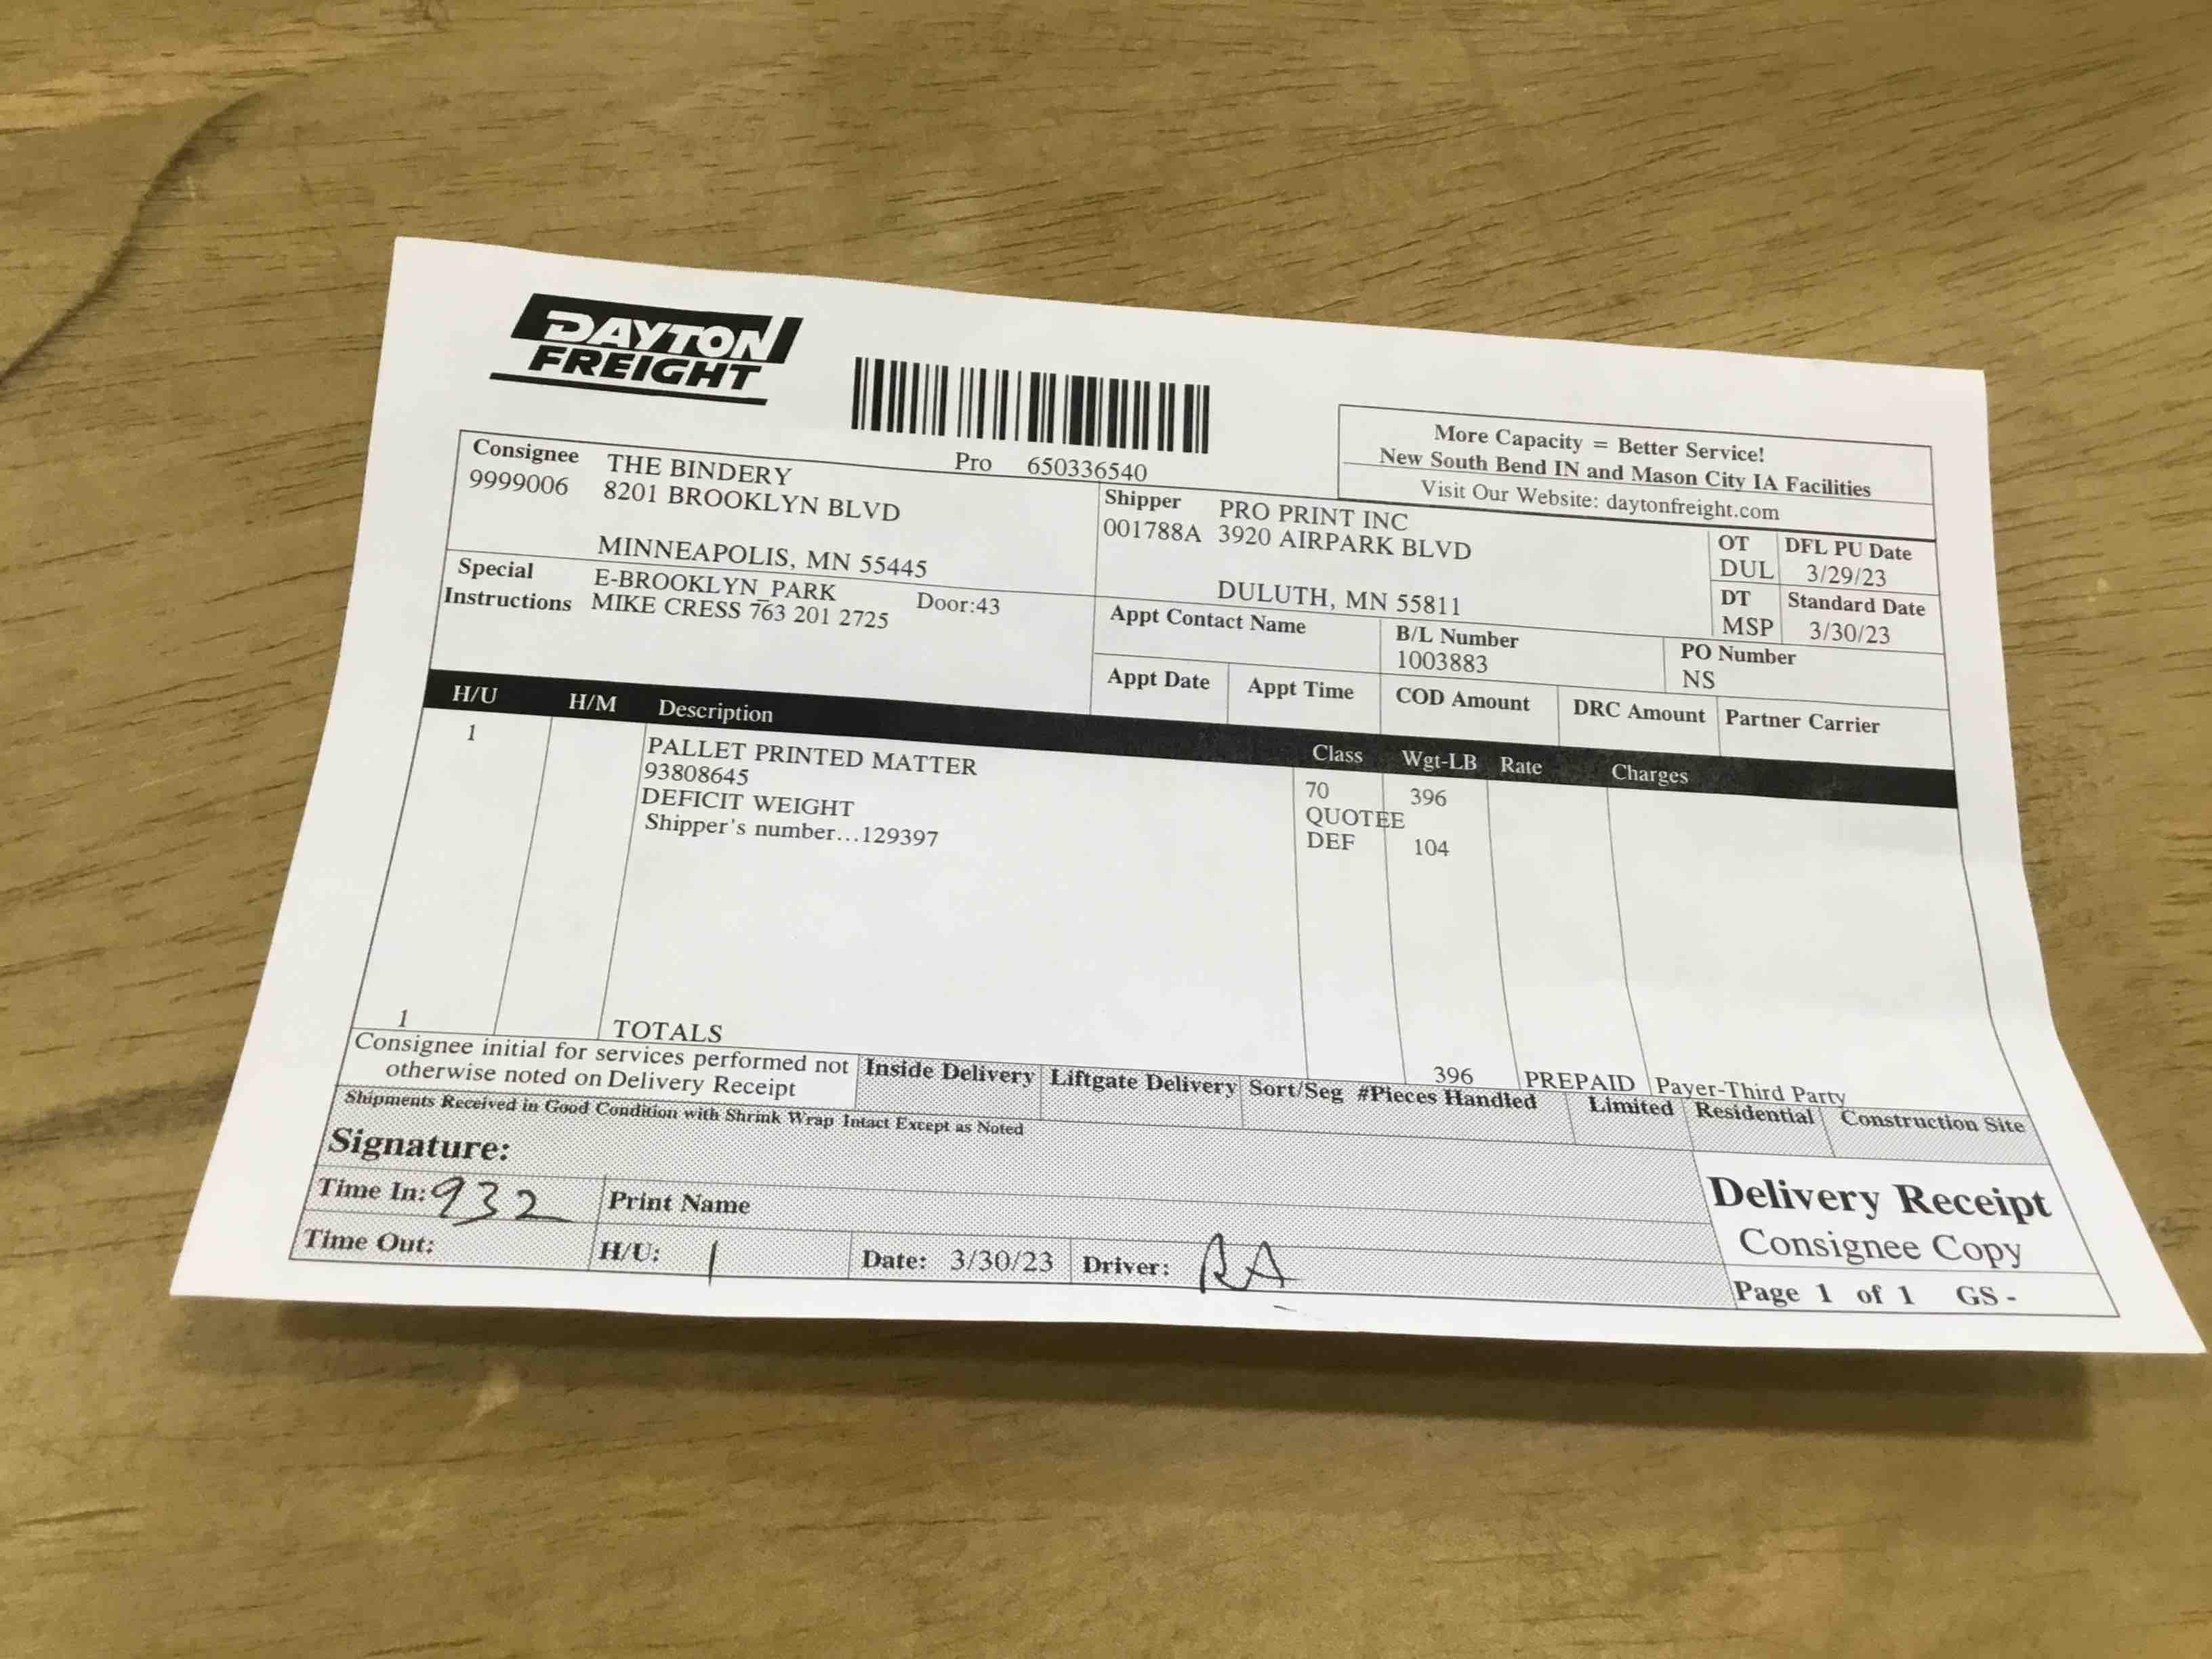 DAYTON
FREIGHT
Pro 650336540
More Capacity = Better Service!
New South Bend IN and Mason City IA Facilities
Visit Our Website: daytonfreight.com
Consignee THE BINDERY
9999006 8201 BROOKLYN BLVD
MINNEAPOLIS, MN 55445
Shipper PRO PRINT INC
001788A 3920 AIRPARK BLVD
DULUTH, MN 55811
OT DFL PU Date
DUL 3/29/23
DT Standard Date
MSP 3/30/23
Special E-BROOKLYN_PARK Door:43
Instructions MIKE CRESS 763 201 2725
Appt Contact Name
B/L Number
1003883
PO Number
NS
Appt Date Appt Time COD Amount DRC Amount Partner Carrier
H/U H/M Description Class Wgt-LB Rate Charges
1 PALLET PRINTED MATTER 70 396
93808645 QUOTEE
DEFICIT WEIGHT DEF 104
Shipper's number...129397
1 TOTALS 396 PREPAID Payer-Third Party
Consignee initial for services performed not
otherwise noted on Delivery Receipt
Inside Delivery Liftgate Delivery Sort/Seg #Pieces Handled Limited Residential Construction Site
Shipments Received in Good Condition with Shrink Wrap Intact Except as Noted
Signature:
Time In: 932 Print Name
Time Out: H/U: 1 Date: 3/30/23 Driver: RA
Delivery Receipt
Consignee Copy
Page 1 of 1 GS -